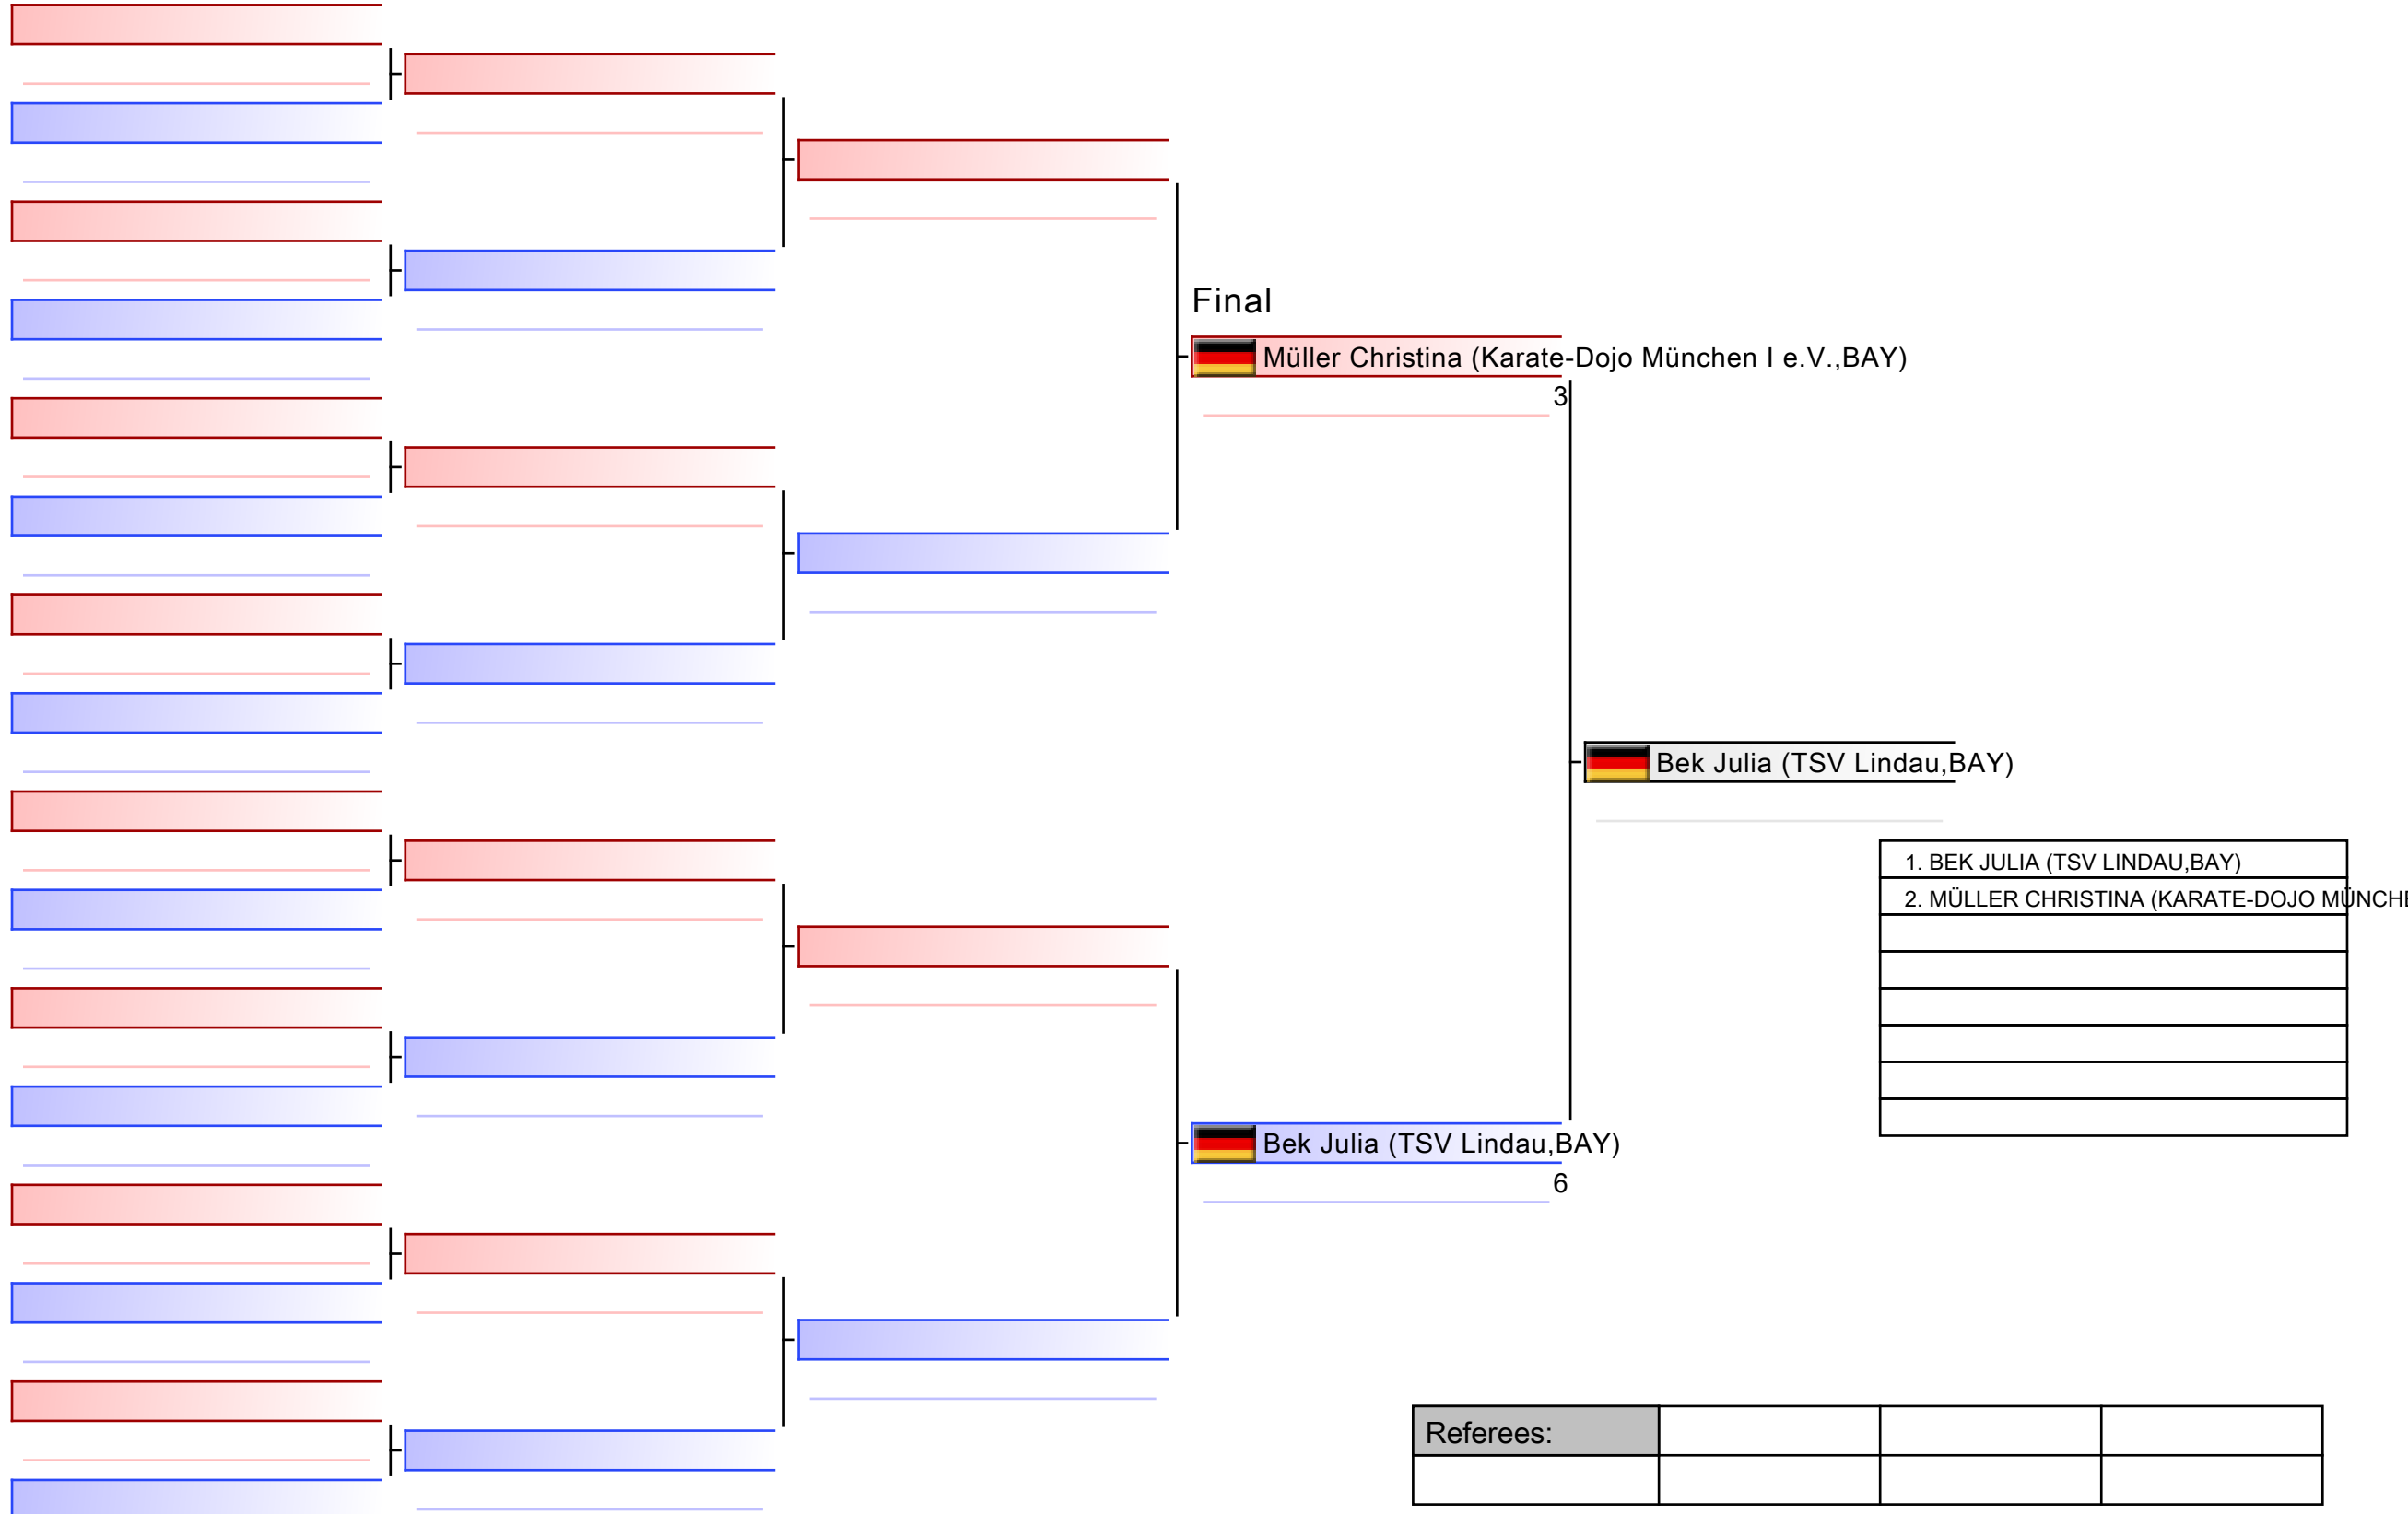 Final
Müller Christina (Karate-Dojo München I e.V.,BAY)
3
Bek Julia (TSV Lindau,BAY)
1. BEK JULIA (TSV LINDAU,BAY)
2. MÜLLER CHRISTINA (KARATE-DOJO MÜNCHE
Bek Julia (TSV Lindau,BAY)
6
Referees: